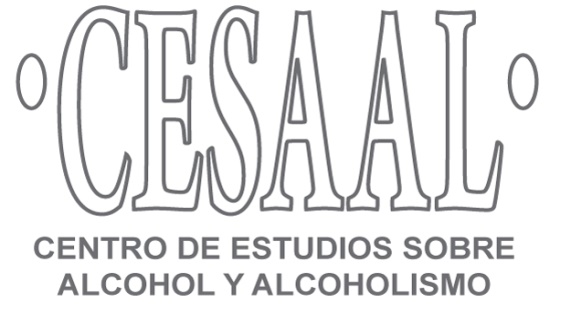 CESAAL
CENTRO DE ESTUDIOS SOBRE
ALCOHOL Y ALCOHOLISMO